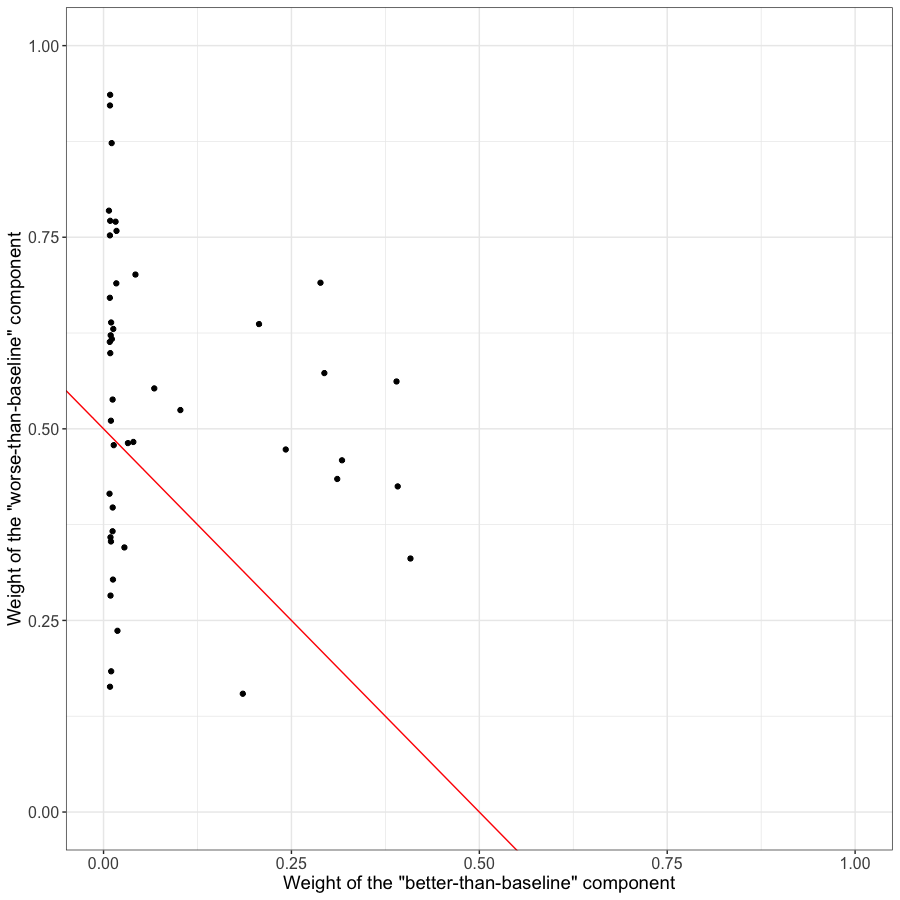 Weight of the "worse-than-baseline" component
1.00
0.75
0.50
0.25
0.00
0.00 0.25 0.50 0.75 1.00
Weight of the "better-than-baseline" component